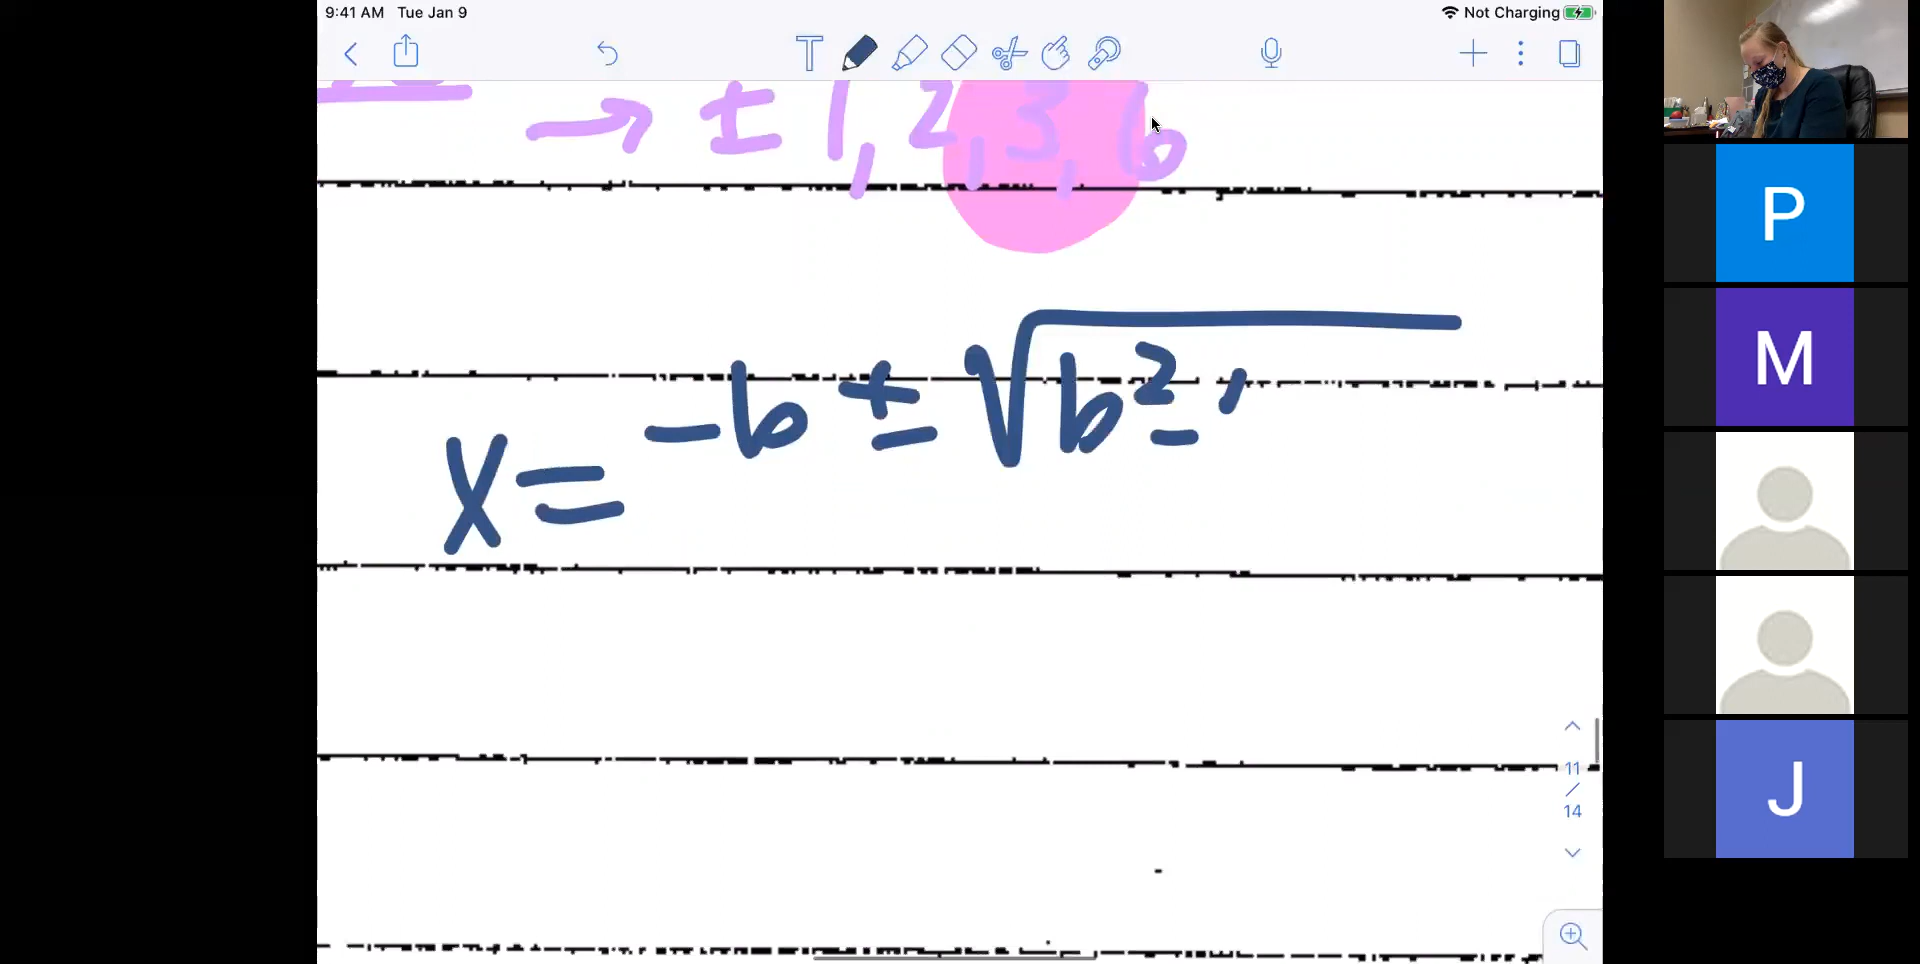 9:41 AM Tue Jan 9
Not Charging
T
→ ± 1, 2, 3, 6
x = -b ± √b² -
11
/
14
P
M
J